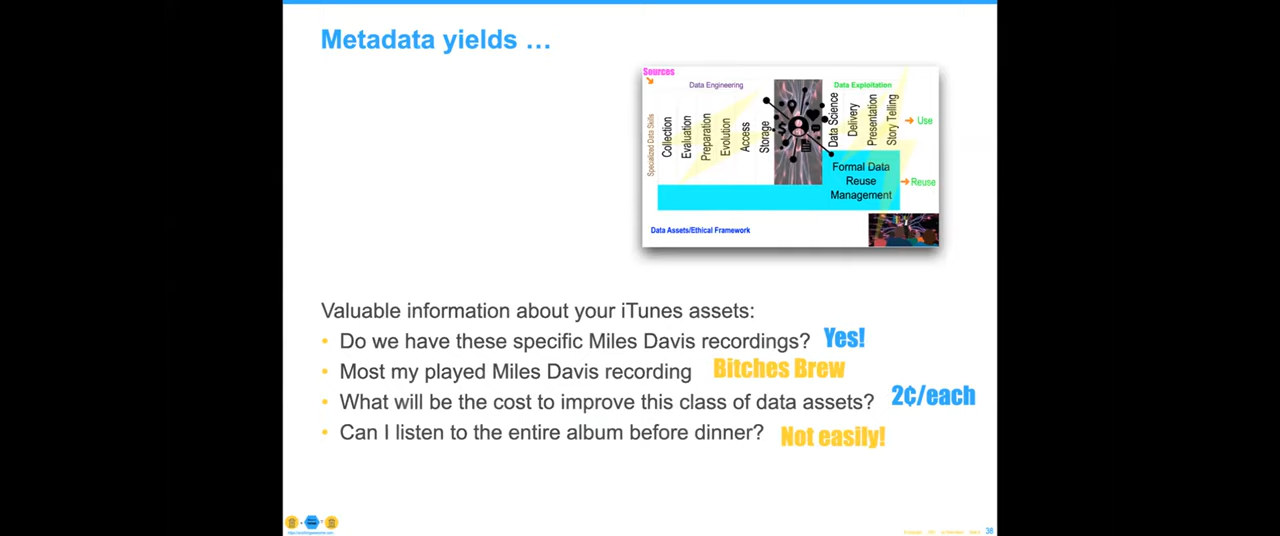 Metadata yields …
Sources
Data Engineering
Data Exploitation
Specialized Data Skills
Collection
Evaluation
Preparation
Evolution
Access
Storage
Data Science
Delivery
Presentation
Story Telling
Use
Formal Data
Reuse
Management
Reuse
Data Assets/Ethical Framework
Valuable information about your iTunes assets:
• Do we have these specific Miles Davis recordings? Yes!
• Most my played Miles Davis recording Bitches Brew
• What will be the cost to improve this class of data assets? 2¢/each
• Can I listen to the entire album before dinner? Not easily!
38